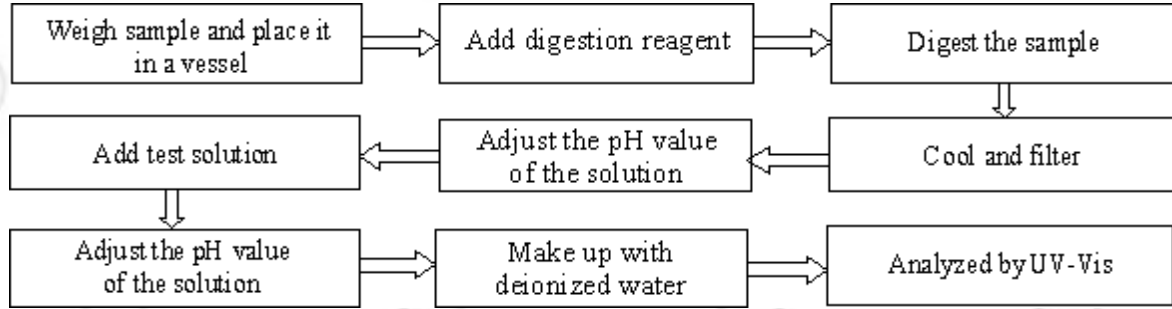 Weigh sample and place it
in a vessel
Add digestion reagent
Digest the sample
Cool and filter
Adjust the pH value
of the solution
Add test solution
Adjust the pH value
of the solution
Make up with
deionized water
Analyzed by UV-Vis